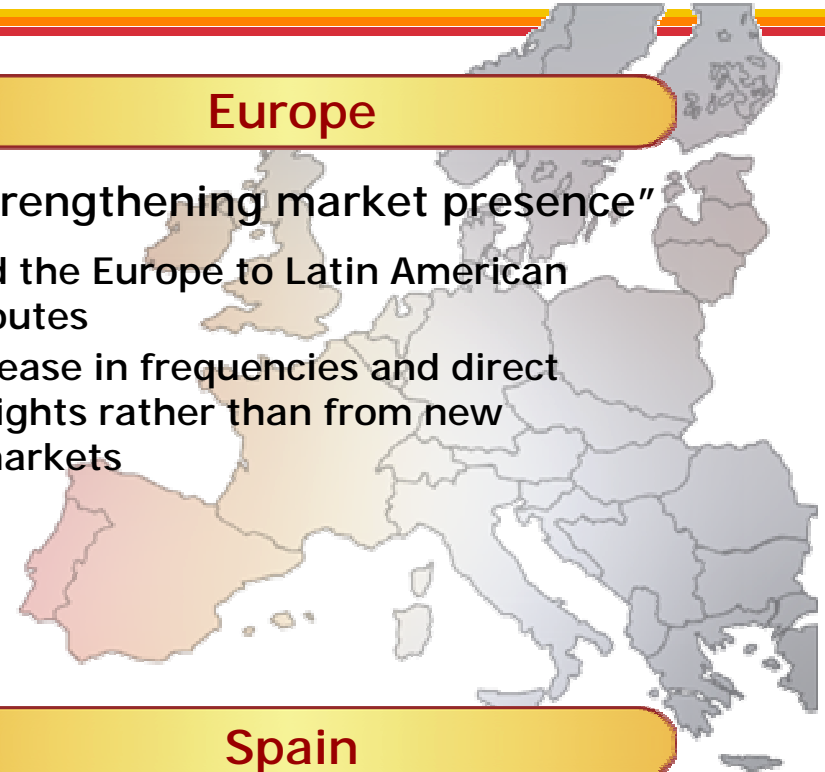 Europe
rengthening market presence”
d the Europe to Latin American
outes
ease in frequencies and direct
ights rather than from new
arkets
Spain